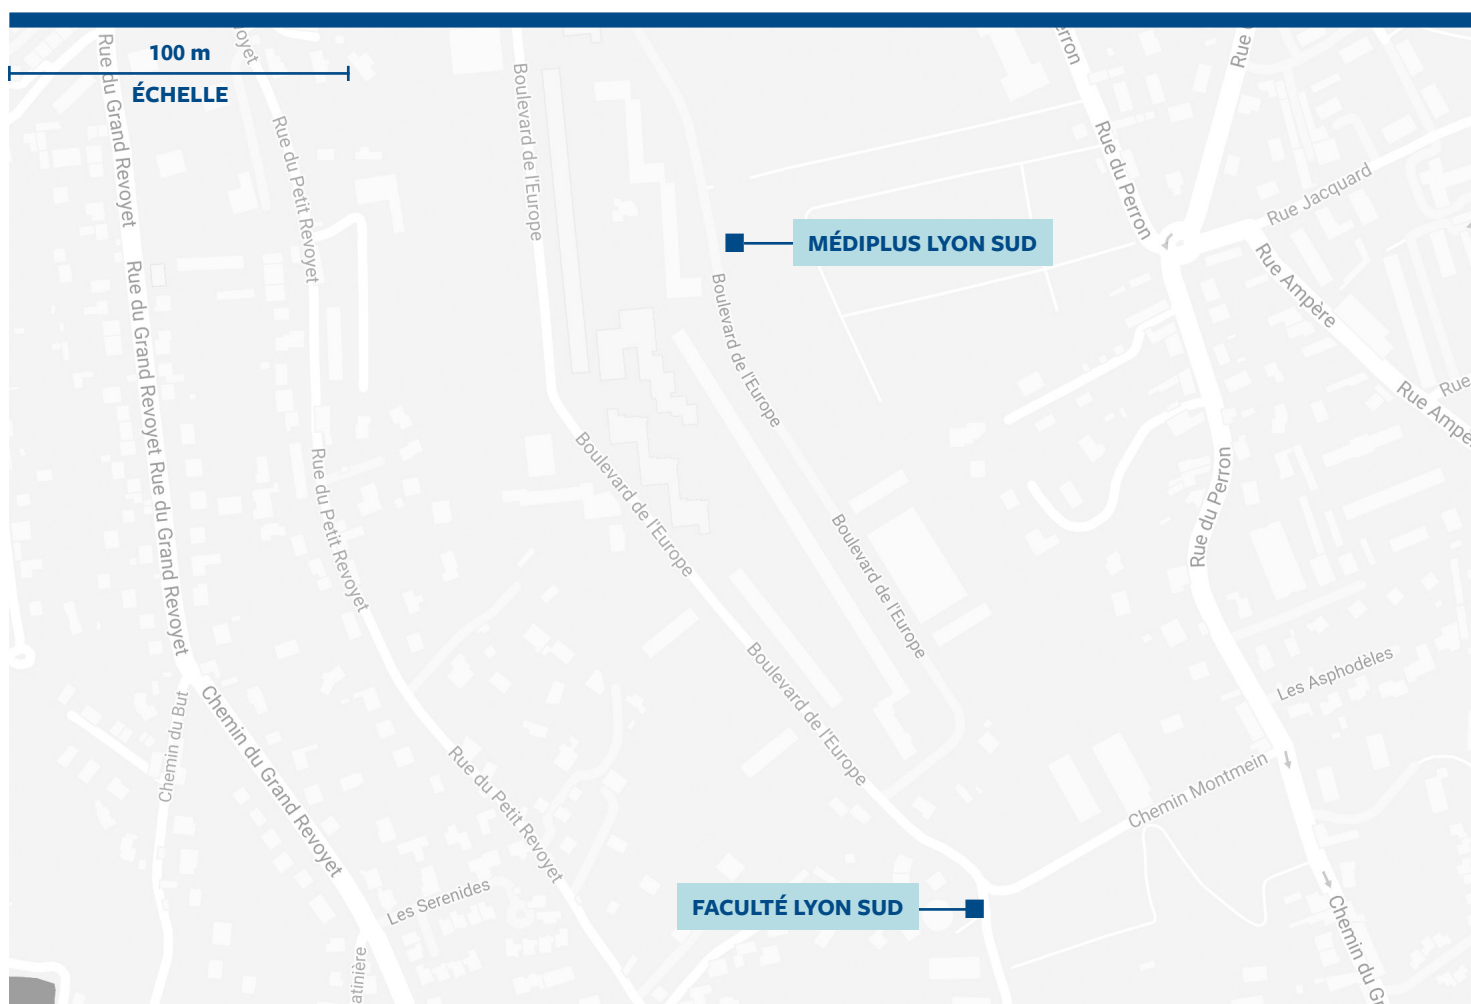 100 m
ÉCHELLE
Rue du Grand Revoyet
Rue du Petit Revoyet
Boulevard de l'Europe
Rue du Perron
Rue
Rue Jacquard
MÉDIPLUS LYON SUD
Rue Ampère
Rue du Grand Revoyet
Boulevard de l'Europe
Rue
Boulevard de l'Europe
Rue du Petit Revoyet
Rue du Grand Revoyet
Rue du Perron
Boulevard de l'Europe
Les Asphodèles
Chemin du But
Chemin du Grand Revoyet
Boulevard de l'Europe
Rue du Petit Revoyet
Chemin Montmein
Les Serenides
FACULTÉ LYON SUD